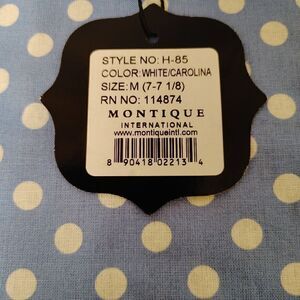 STYLE NO: H-85
COLOR: WHITE/CAROLINA
SIZE: M (7-7 1/8)
RN NO: 114874
MONTIQUE
INTERNATIONAL
www.montiqueintl.com
8 90418 02213 4